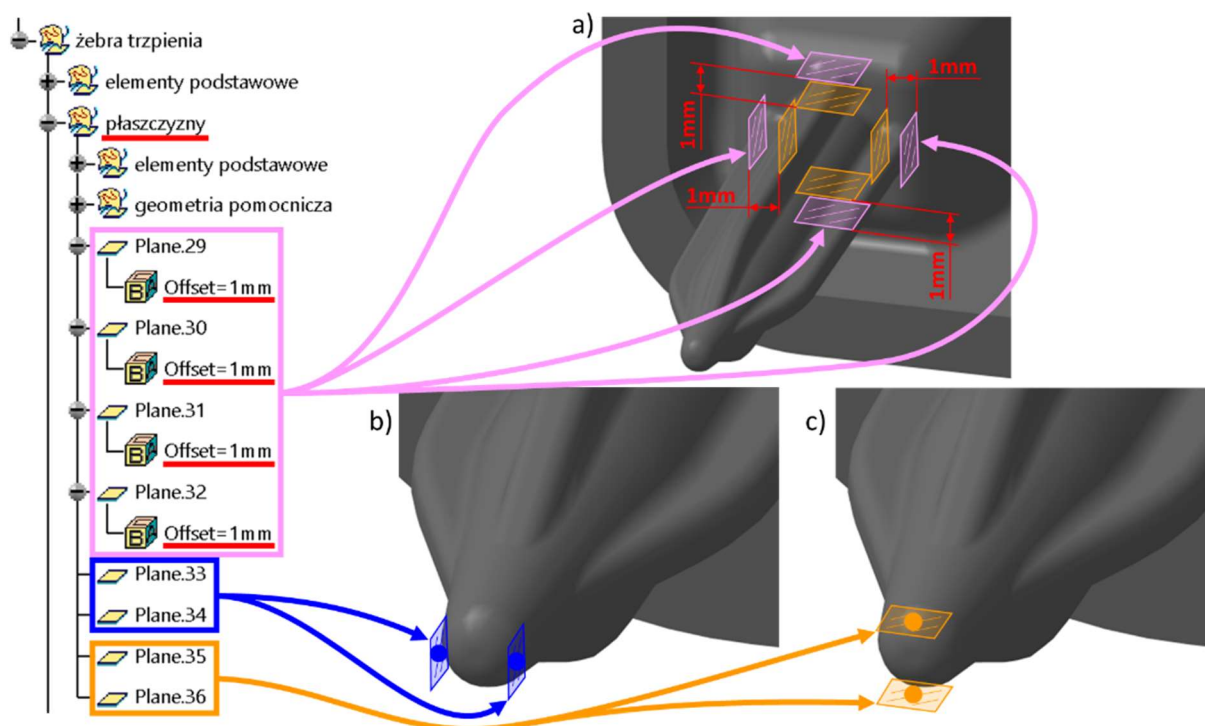 żebra trzpienia
elementy podstawowe
płaszczyzny
elementy podstawowe
geometria pomocnicza
Plane.29
Offset=1mm
Plane.30
Offset=1mm
Plane.31
Offset=1mm
Plane.32
Offset=1mm
Plane.33
Plane.34
Plane.35
Plane.36
a)
1mm
1mm
1mm
1mm
b)
c)